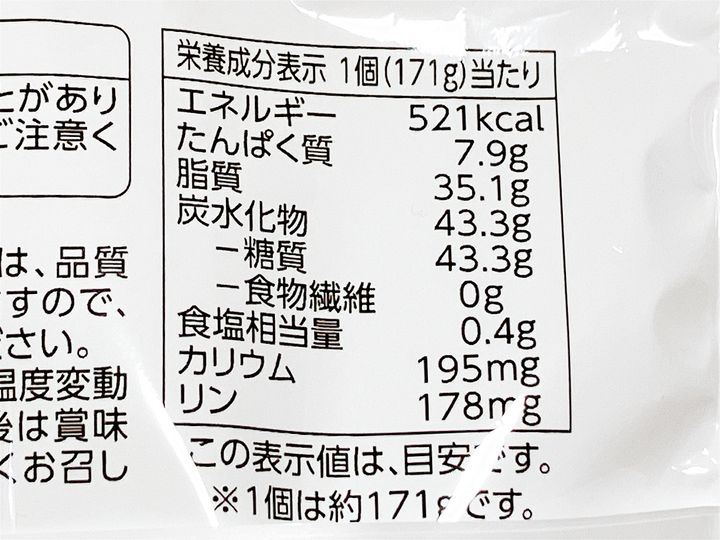 とがあり
ご注意く
は、品質
すので、
ださい。
温度変動
後は賞味
くお召し
栄養成分表示 1個(171g)当たり
エネルギー 521kcal
たんぱく質 7.9g
脂質 35.1g
炭水化物 43.3g
－糖質 43.3g
－食物繊維 0g
食塩相当量 0.4g
カリウム 195mg
リン 178mg
この表示値は、目安です。
※1個は約171gです。